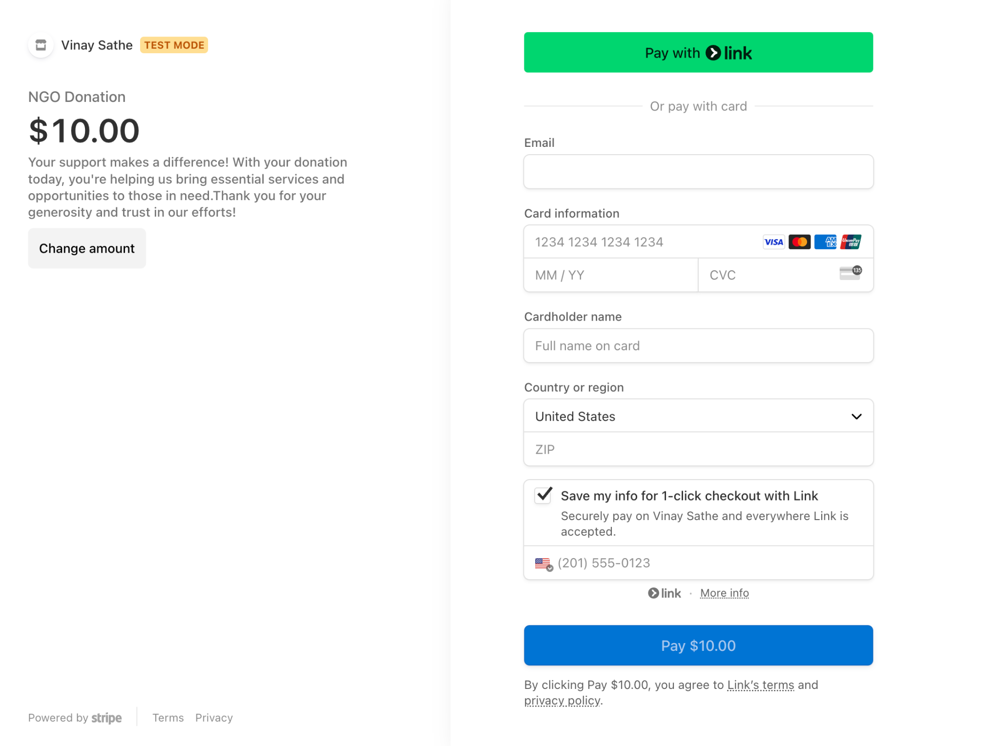 Vinay Sathe TEST MODE
NGO Donation
$10.00
Your support makes a difference! With your donation
today, you're helping us bring essential services and
opportunities to those in need.Thank you for your
generosity and trust in our efforts!
Change amount
Powered by stripe
Terms Privacy
Pay with link
Or pay with card
Email
Card information
1234 1234 1234 1234 VISA AM EX UnionPay 银联
MM / YY CVC 135
Cardholder name
Full name on card
Country or region
United States
ZIP
Save my info for 1-click checkout with Link
Securely pay on Vinay Sathe and everywhere Link is
accepted.
(201) 555-0123
link · More info
Pay $10.00
By clicking Pay $10.00, you agree to Link’s terms and
privacy policy.